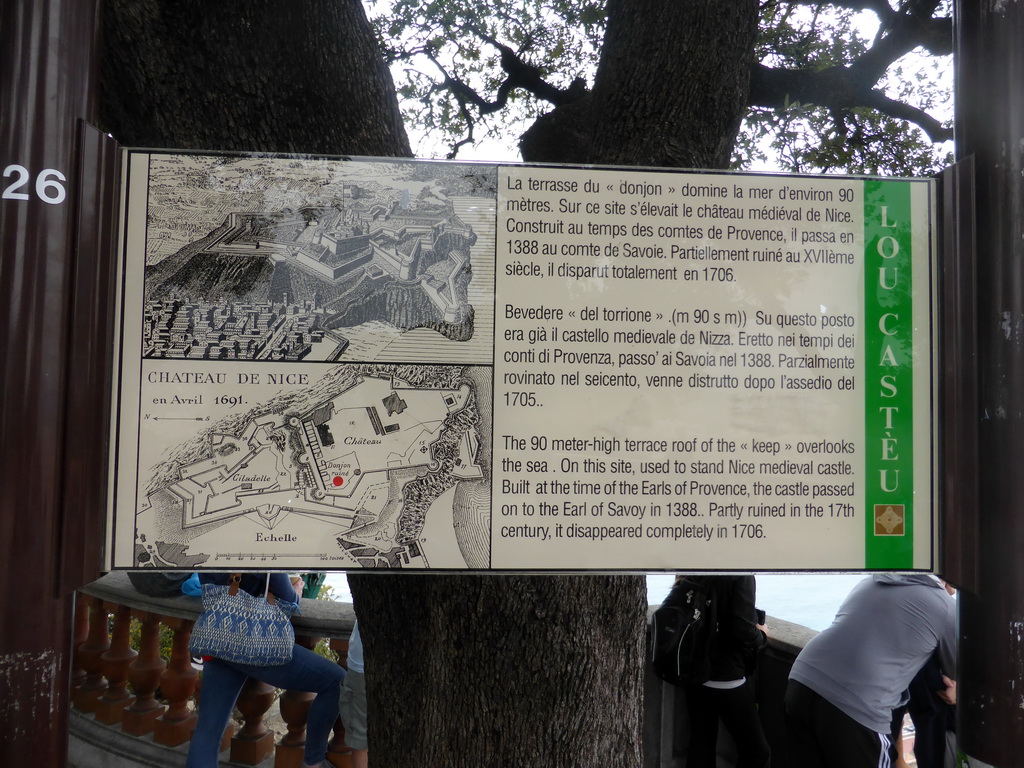 26
CHATEAU DE NICE
en Avril 1691.
N S
Château
Citadelle
Donjon
ruiné
Echelle
La terrasse du « donjon » domine la mer d'environ 90
mètres. Sur ce site s'élevait le château médiéval de Nice.
Construit au temps des comtes de Provence, il passa en
1388 au comte de Savoie. Partiellement ruiné au XVIIème
siècle, il disparut totalement en 1706.
Bevedere « del torrione » .(m 90 s m)) Su questo posto
era già il castello medievale de Nizza. Eretto nei tempi dei
conti di Provenza, passo' ai Savoia nel 1388. Parzialmente
rovinato nel seicento, venne distrutto dopo l'assedio del
1705..
The 90 meter-high terrace roof of the « keep » overlooks
the sea . On this site, used to stand Nice medieval castle.
Built at the time of the Earls of Provence, the castle passed
on to the Earl of Savoy in 1388.. Partly ruined in the 17th
century, it disappeared completely in 1706.
LOU CASTÈU